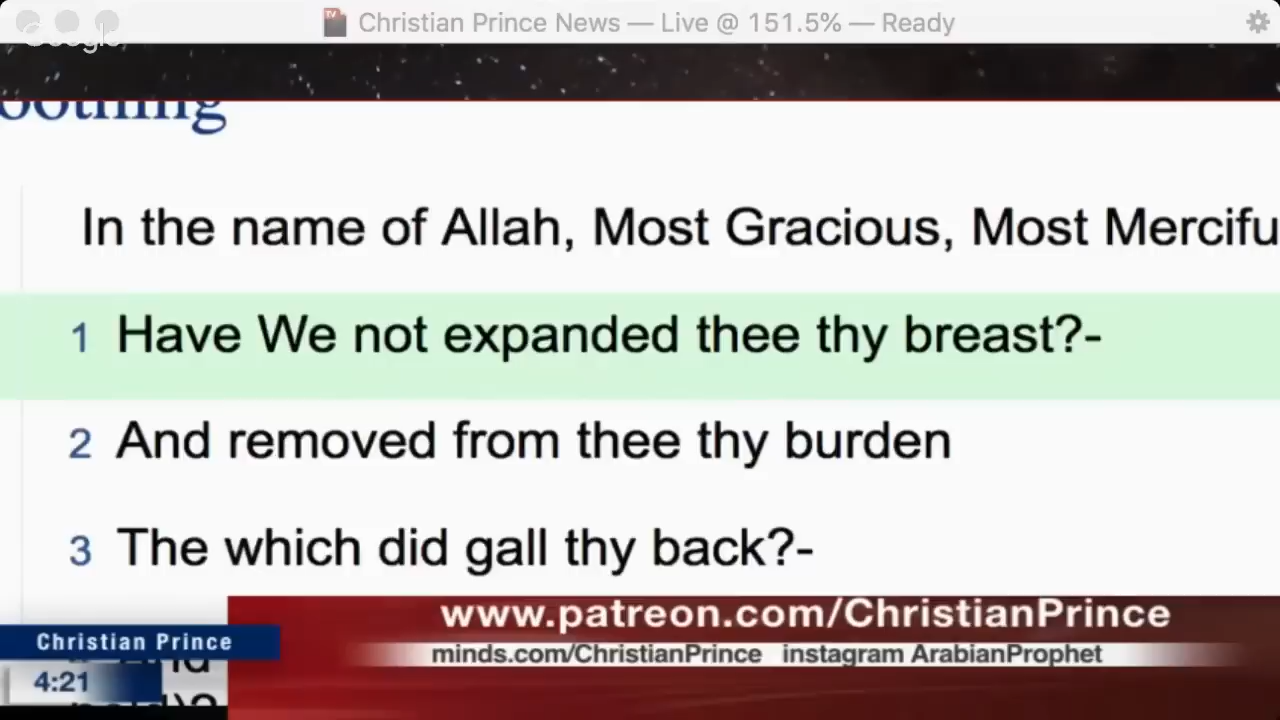 Christian Prince News — Live @ 151.5% — Ready
Google
oothing
In the name of Allah, Most Gracious, Most Mercifu
1 Have We not expanded thee thy breast?-
2 And removed from thee thy burden
3 The which did gall thy back?-
www.patreon.com/ChristianPrince
Christian Prince
minds.com/ChristianPrince instagram ArabianProphet
4:21